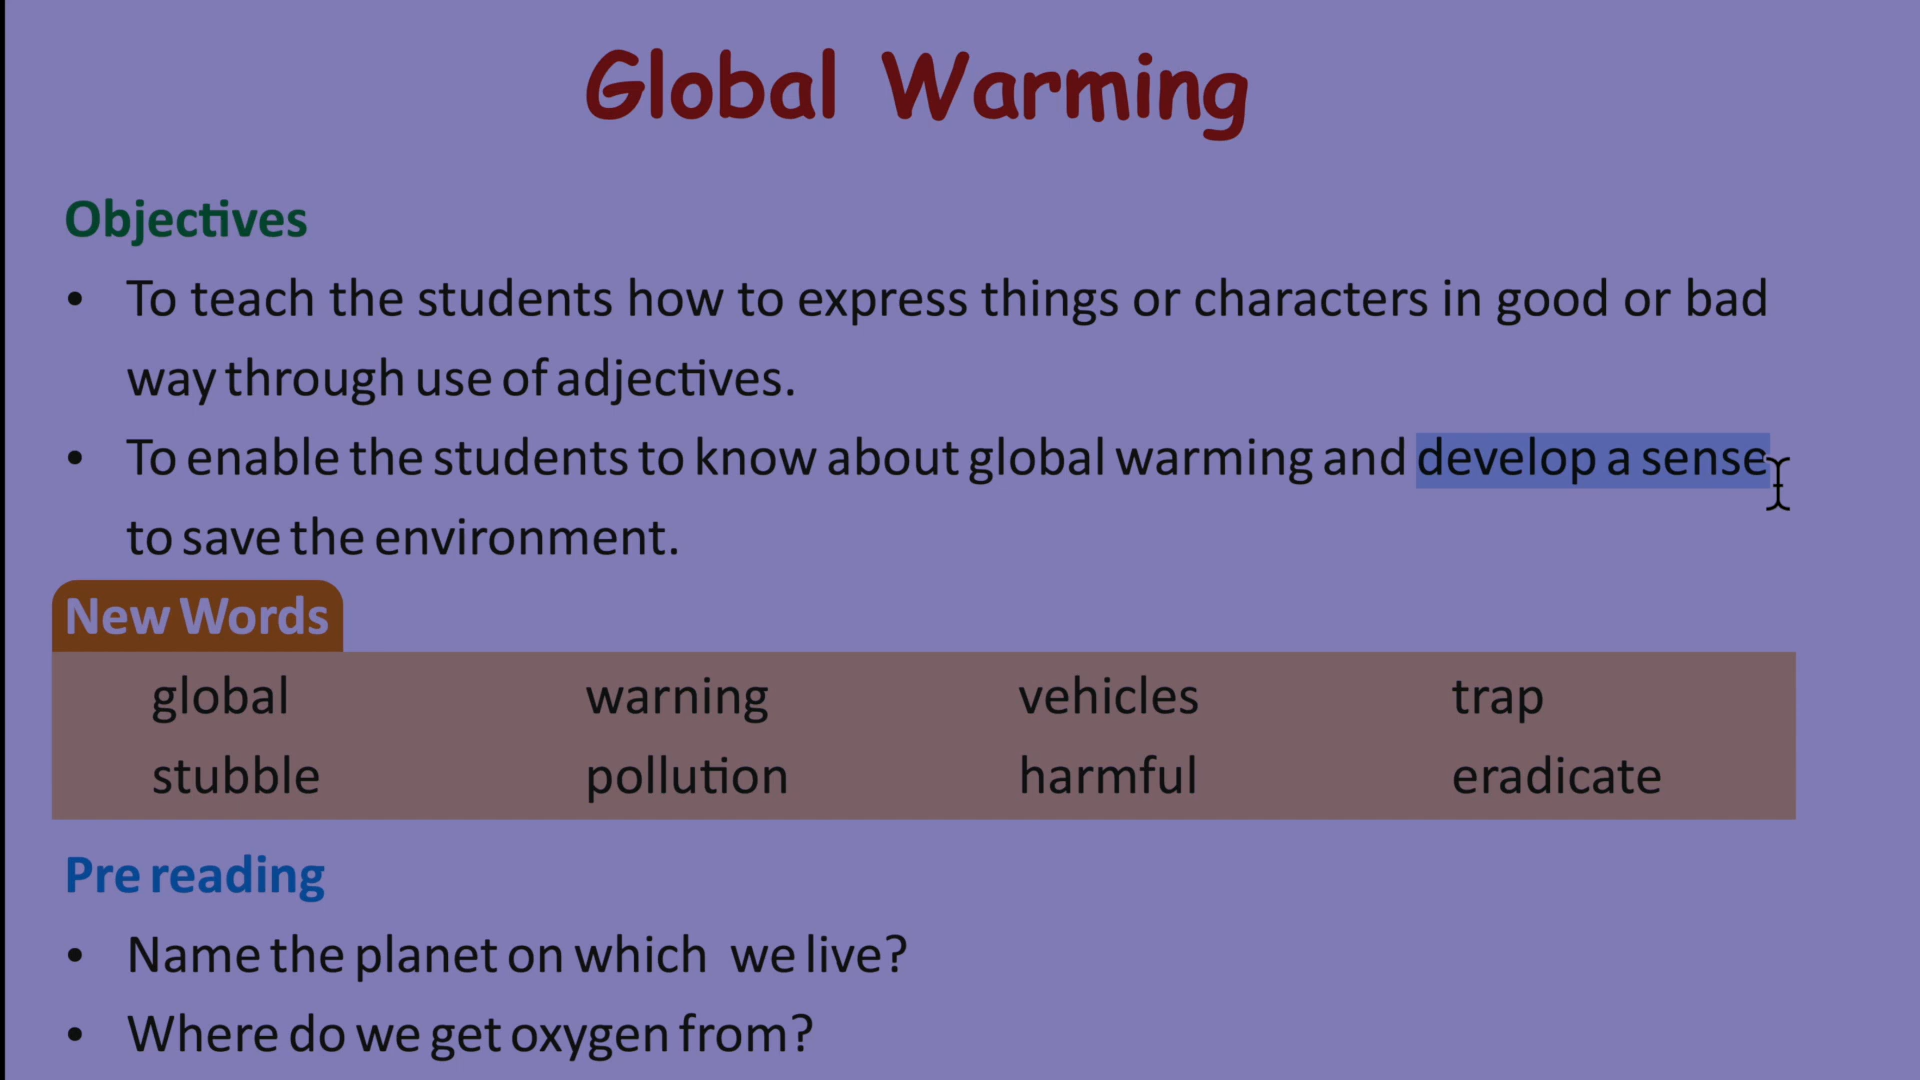 Global Warming
Objectives
• To teach the students how to express things or characters in good or bad
way through use of adjectives.
• To enable the students to know about global warming and develop a sense
to save the environment.
New Words
global warning vehicles trap
stubble pollution harmful eradicate
Pre reading
• Name the planet on which we live?
• Where do we get oxygen from?